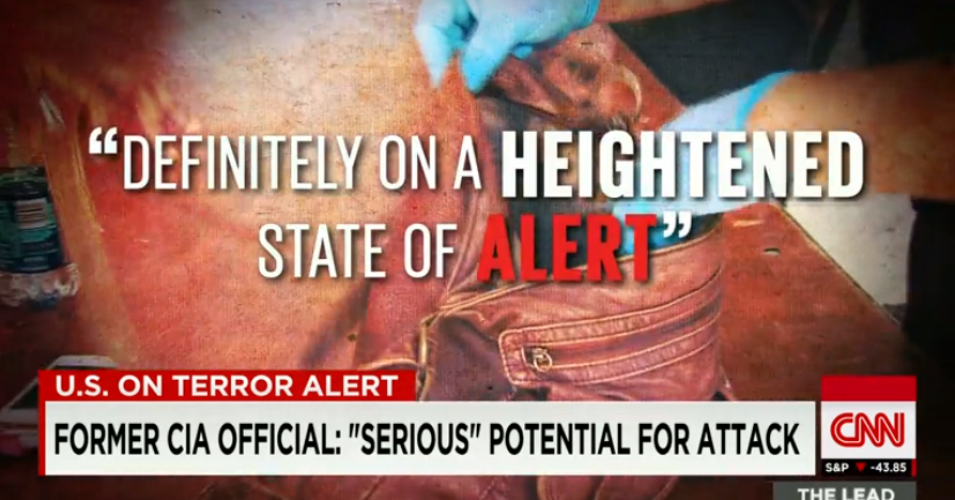 “DEFINITELY ON A HEIGHTENED
STATE OF ALERT”
U.S. ON TERROR ALERT
FORMER CIA OFFICIAL: "SERIOUS" POTENTIAL FOR ATTACK
CNN
S&P ▼ -43.85
THE LEAD